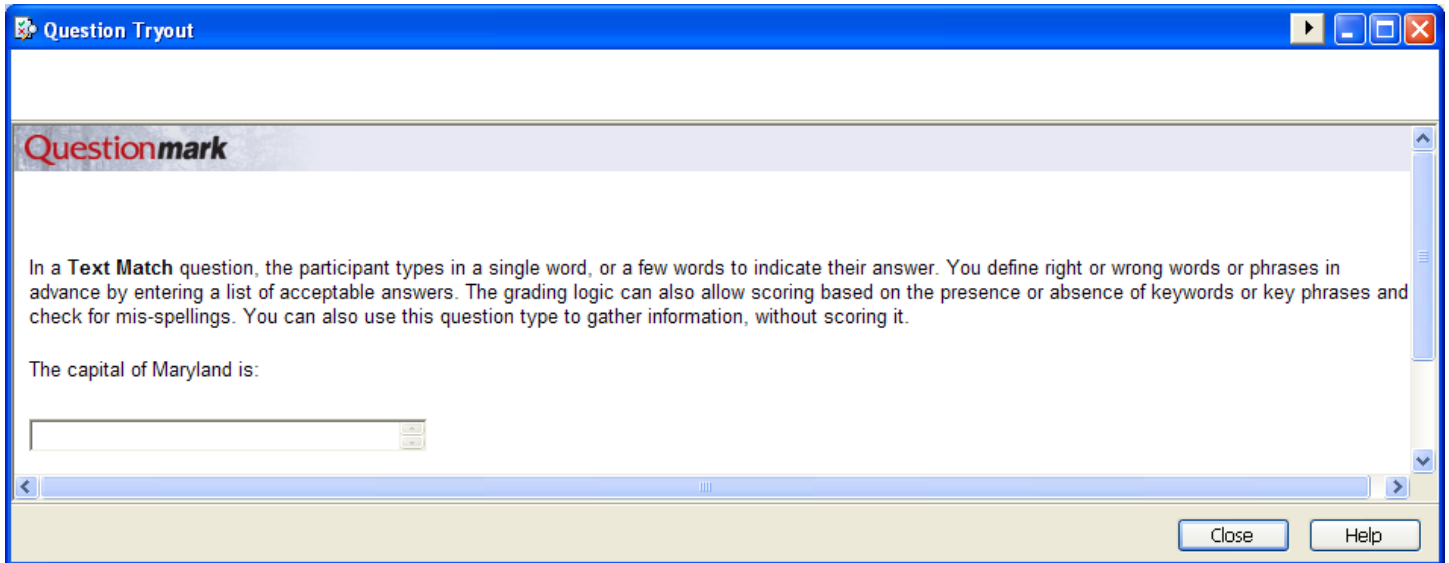 Question Tryout
Questionmark
In a Text Match question, the participant types in a single word, or a few words to indicate their answer. You define right or wrong words or phrases in
advance by entering a list of acceptable answers. The grading logic can also allow scoring based on the presence or absence of keywords or key phrases and
check for mis-spellings. You can also use this question type to gather information, without scoring it.
The capital of Maryland is:
Close Help